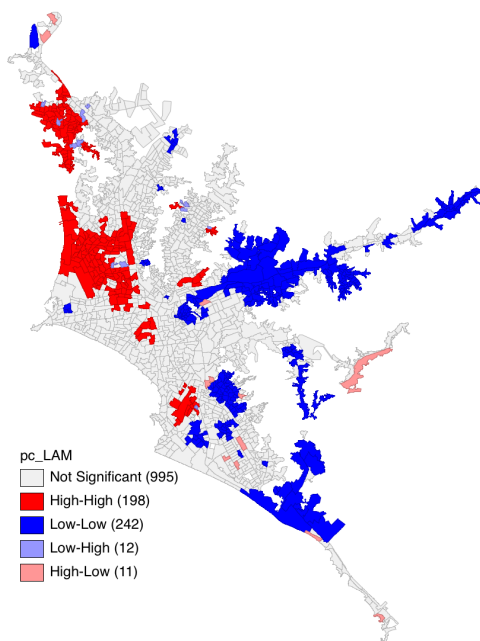 pc_LAM
Not Significant (995)
High-High (198)
Low-Low (242)
Low-High (12)
High-Low (11)